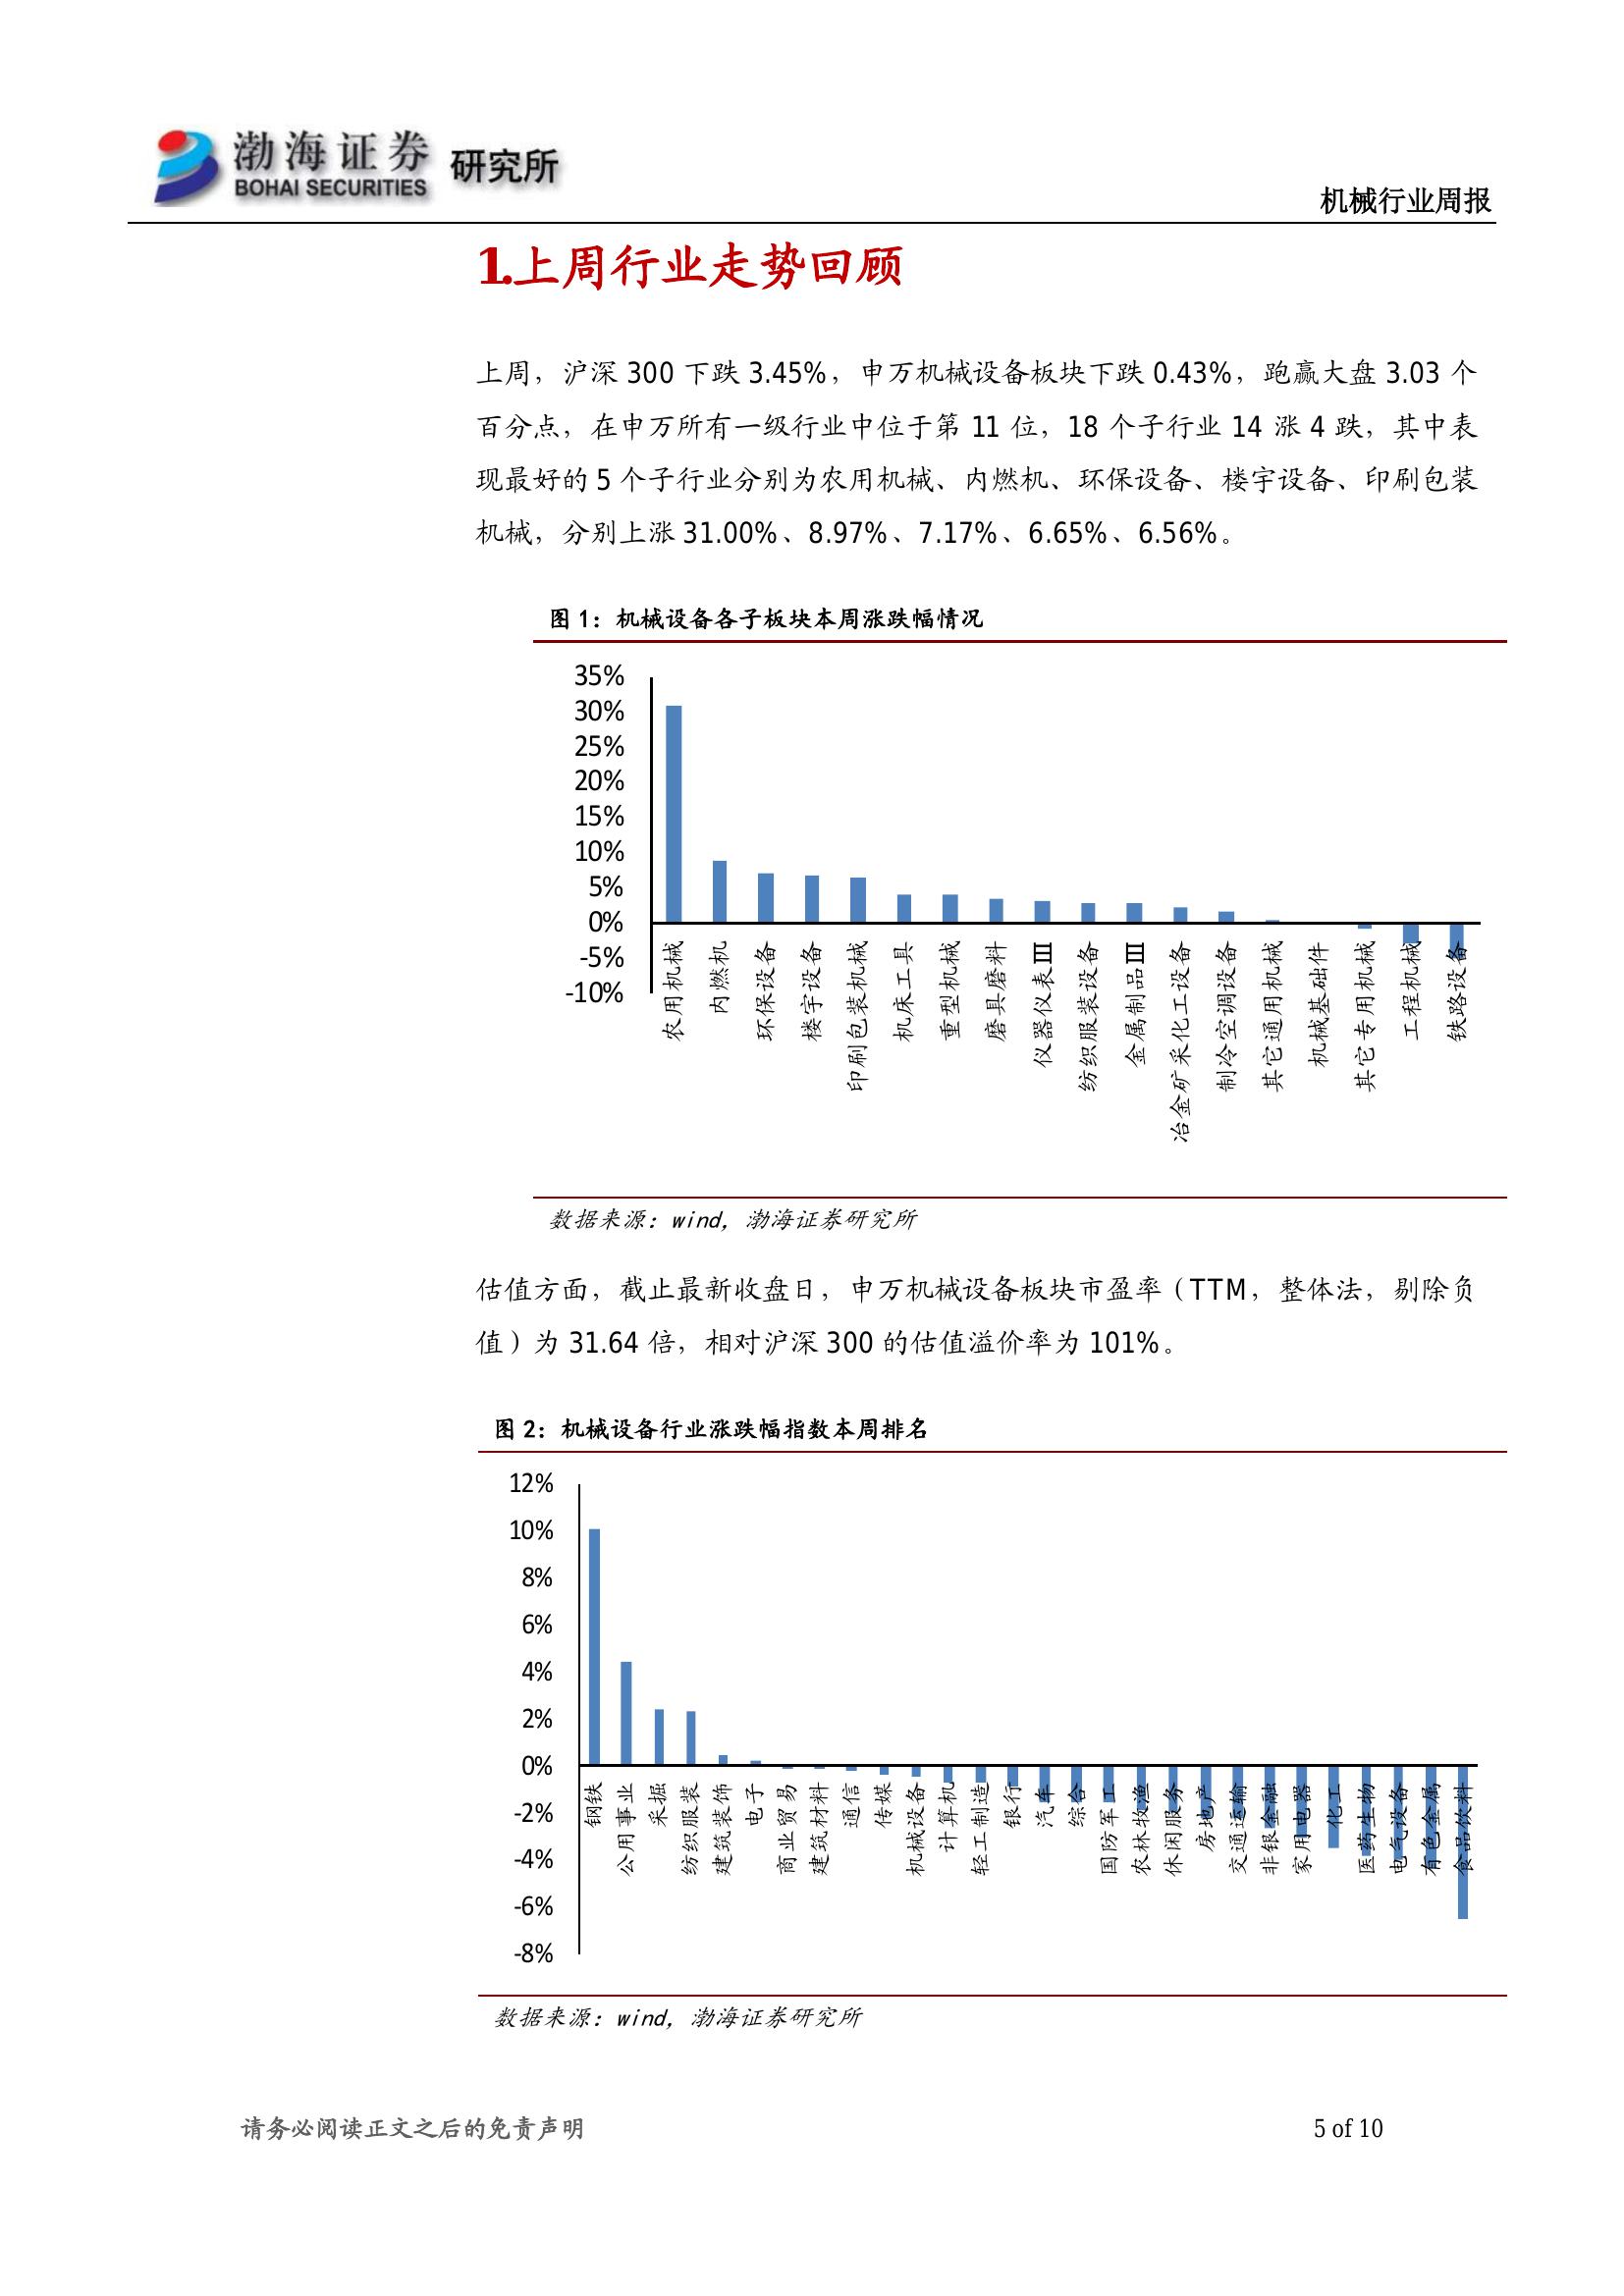 渤海证券 研究所
BOHAI SECURITIES
机械行业周报
1.上周行业走势回顾
上周，沪深 300 下跌 3.45%，申万机械设备板块下跌 0.43%，跑赢大盘 3.03 个
百分点，在申万所有一级行业中位于第 11 位，18 个子行业 14 涨 4 跌，其中表
现最好的 5 个子行业分别为农用机械、内燃机、环保设备、楼宇设备、印刷包装
机械，分别上涨 31.00%、8.97%、7.17%、6.65%、6.56%。
图 1：机械设备各子板块本周涨跌幅情况
35%
30%
25%
20%
15%
10%
5%
0%
-5%
-10%
农用机械
内燃机
环保设备
楼宇设备
印刷包装机械
机床工具
重型机械
磨具磨料
仪器仪表Ⅲ
纺织服装设备
金属制品Ⅲ
冶金矿采化工设备
制冷空调设备
其它通用机械
机械基础件
其它专用机械
工程机械
铁路设备
数据来源：wind，渤海证券研究所
估值方面，截止最新收盘日，申万机械设备板块市盈率（TTM，整体法，剔除负
值）为 31.64 倍，相对沪深 300 的估值溢价率为 101%。
图 2：机械设备行业涨跌幅指数本周排名
12%
10%
8%
6%
4%
2%
0%
-2%
-4%
-6%
-8%
钢铁
公用事业
采掘
纺织服装
建筑装饰
电子
商业贸易
建筑材料
通信
传媒
机械设备
计算机
轻工制造
银行
汽车
综合
国防军工
农林牧渔
休闲服务
房地产
交通运输
非银金融
家用电器
化工
医药生物
电气设备
有色金属
食品饮料
数据来源：wind，渤海证券研究所
请务必阅读正文之后的免责声明
5 of 10